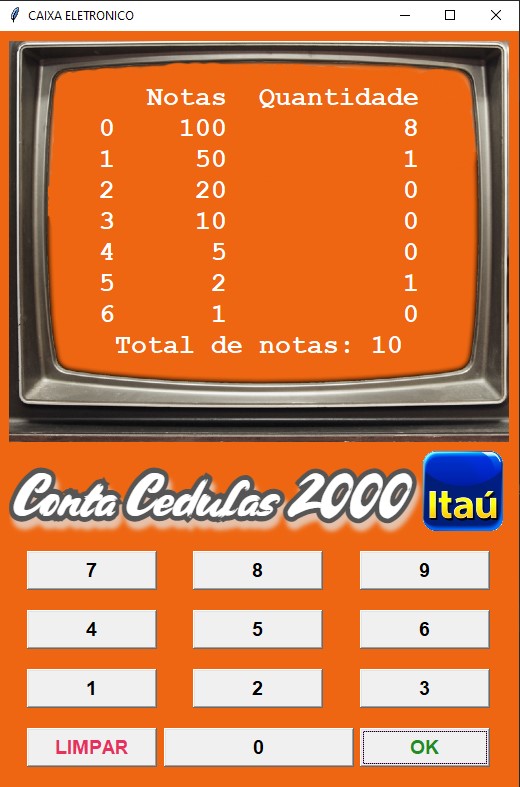 CAIXA ELETRONICO
Notas Quantidade
0 100 8
1 50 1
2 20 0
3 10 0
4 5 0
5 2 1
6 1 0
Total de notas: 10
Conta Cedulas 2000
Itaú
7 8 9
4 5 6
1 2 3
LIMPAR 0 OK